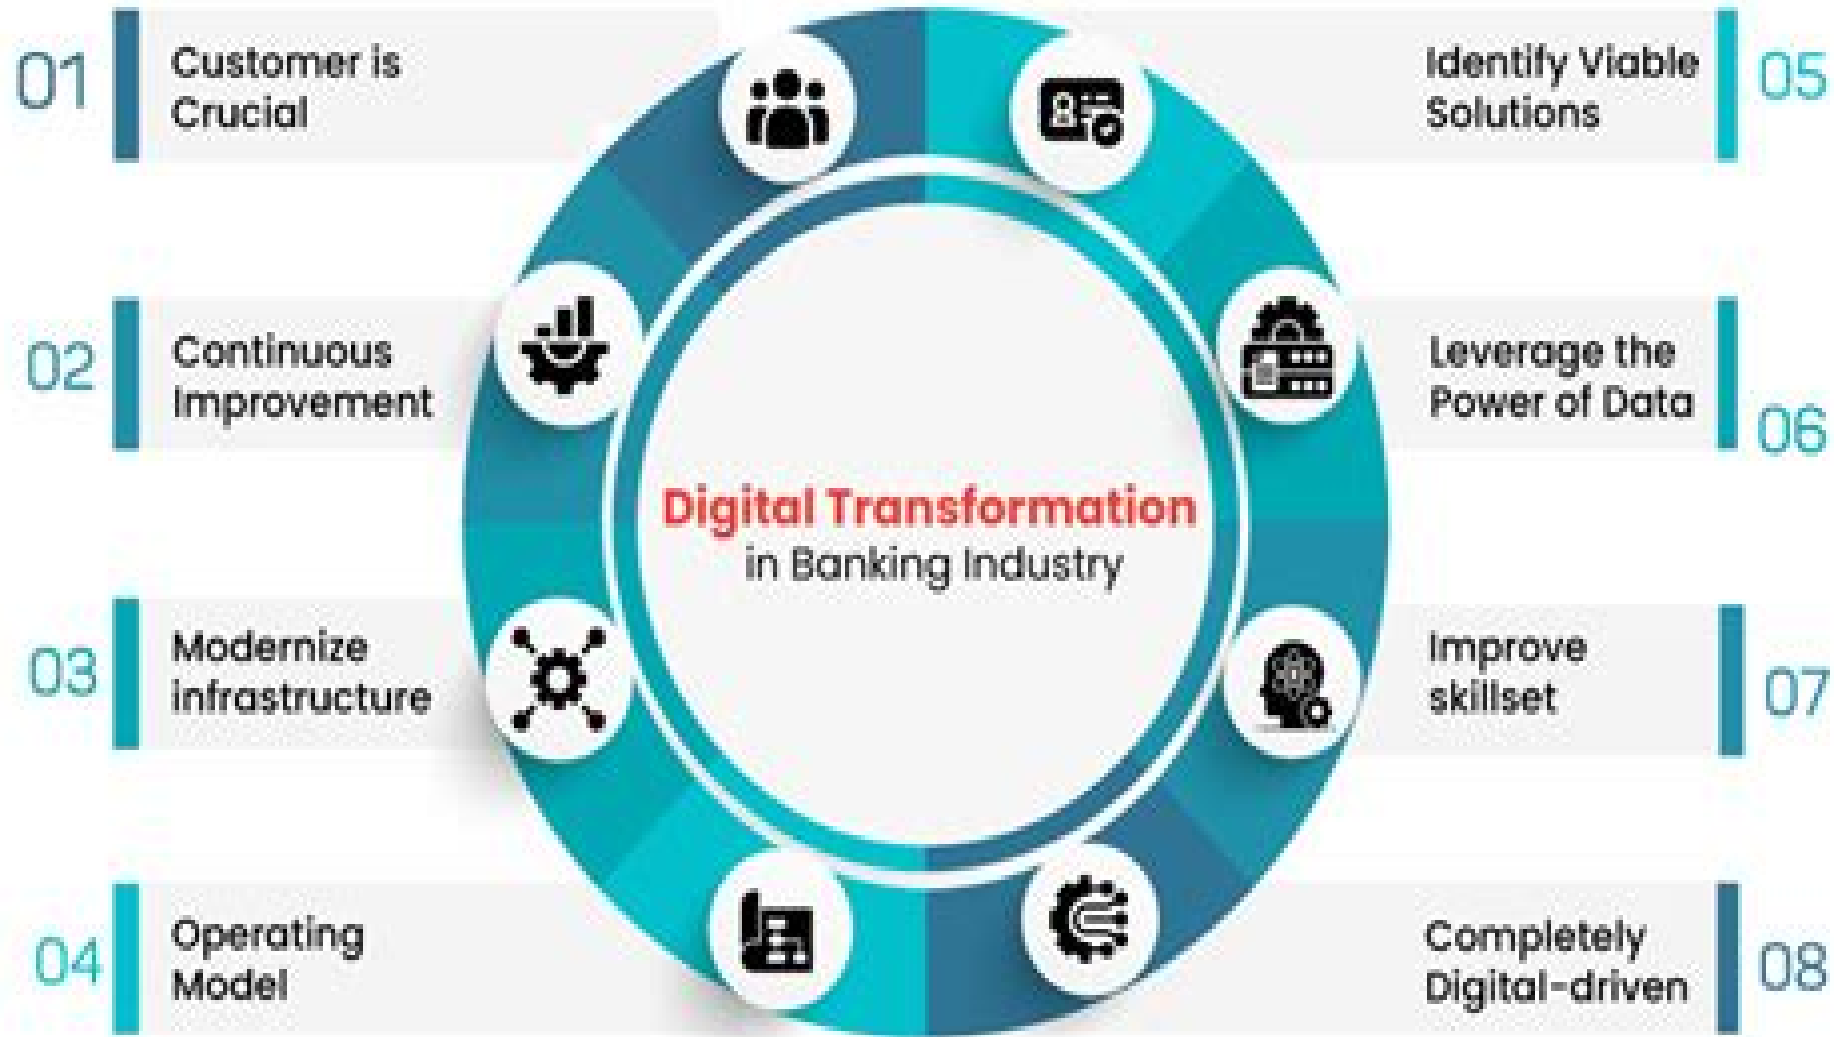 01
Customer is
Crucial
02
Continuous
Improvement
03
Modernize
infrastructure
04
Operating
Model
Digital Transformation
in Banking Industry
05
Identify Viable
Solutions
06
Leverage the
Power of Data
07
Improve
skillset
08
Completely
Digital-driven